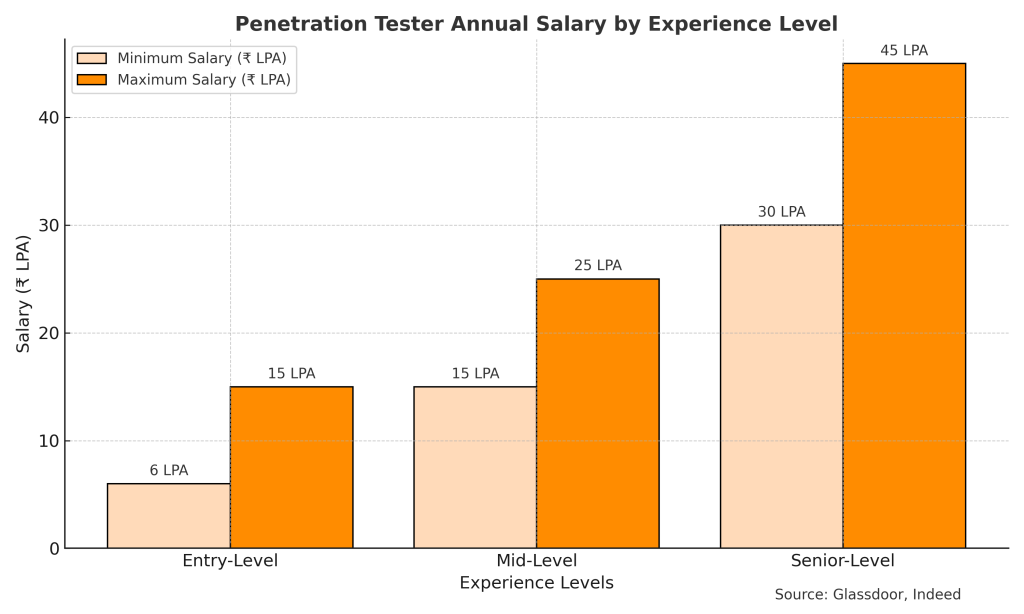 Penetration Tester Annual Salary by Experience Level
Minimum Salary (₹ LPA)
Maximum Salary (₹ LPA)
Salary (₹ LPA)
40
30
20
10
0
6 LPA
15 LPA
15 LPA
25 LPA
30 LPA
45 LPA
Entry-Level
Mid-Level
Senior-Level
Experience Levels
Source: Glassdoor, Indeed